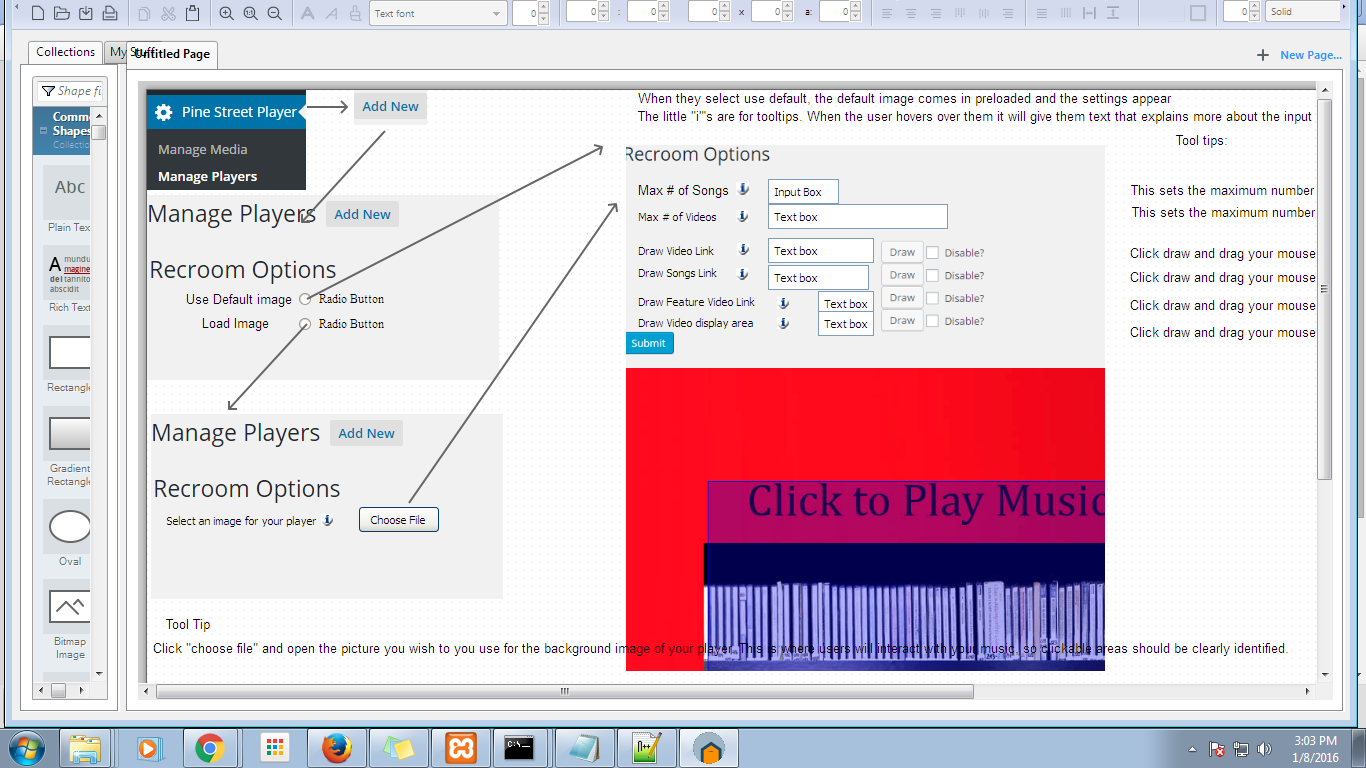 Text font
0
0
:
0
0
x
0
a:
0
0
Solid
Collections
My Stuff
Untitled Page
+ New Page...
Shape fi
Comm
Shapes
Collectio
Abc
Plain Tex
A mundu
magne
del tannito
abscidit
Rich Text
Rectangle
Gradient
Rectangle
Oval
Bitmap
Image
Pine Street Player
Add New
Manage Media
Manage Players
When they select use default, the default image comes in preloaded and the settings appear
The little "i"'s are for tooltips. When the user hovers over them it will give them text that explains more about the input
Tool tips:
Manage Players
Add New
Recroom Options
Use Default image
Radio Button
Load Image
Radio Button
Recroom Options
Max # of Songs
Input Box
This sets the maximum number
Max # of Videos
Text box
This sets the maximum number
Draw Video Link
Text box
Draw
Disable?
Click draw and drag your mouse
Draw Songs Link
Text box
Draw
Disable?
Click draw and drag your mouse
Draw Feature Video Link
Text box
Draw
Disable?
Click draw and drag your mouse
Draw Video display area
Text box
Draw
Disable?
Click draw and drag your mouse
Submit
Manage Players
Add New
Recroom Options
Select an image for your player
Choose File
Click to Play Music
Tool Tip
Click "choose file" and open the picture you wish to you use for the background image of your player. This is where users will interact with your music, so clickable areas should be clearly identified.
3:03 PM
1/8/2016